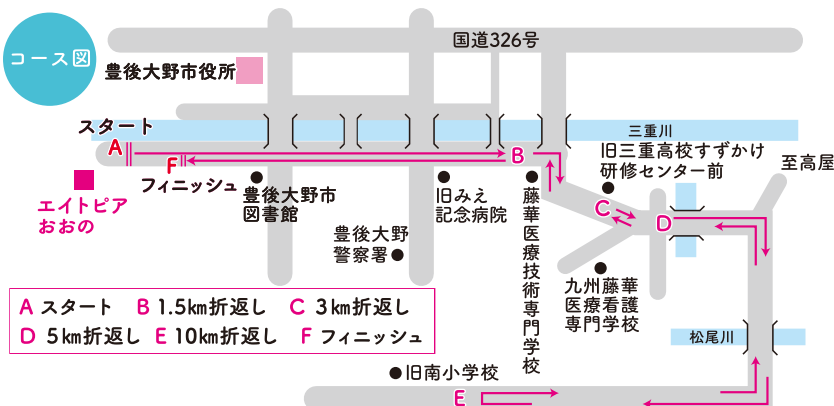 コース図
国道326号
豊後大野市役所
スタート
A
F
フィニッシュ
エイトピア
おおの
豊後大野市
図書館
豊後大野
警察署
旧みえ
記念病院
B
藤華医療技術専門学校
三重川
旧三重高校すずかけ
研修センター前
至高屋
C
D
九州藤華
医療看護
専門学校
松尾川
旧南小学校
E
A スタート B 1.5km折返し C 3km折返し
D 5km折返し E 10km折返し F フィニッシュ